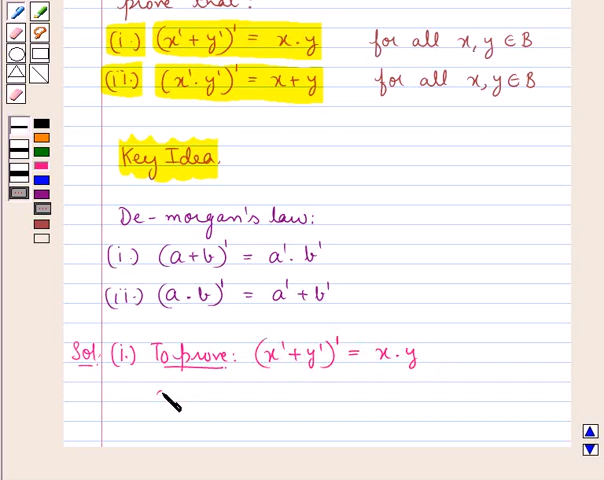 prove that:
(i.) (x' + y')' = x . y for all x, y ∈ B
(ii.) (x' . y')' = x + y for all x, y ∈ B
Key Idea.
De-morgan's law:
(i.) (a + b)' = a' . b'
(ii.) (a . b)' = a' + b'
Sol: (i.) To prove: (x' + y')' = x . y